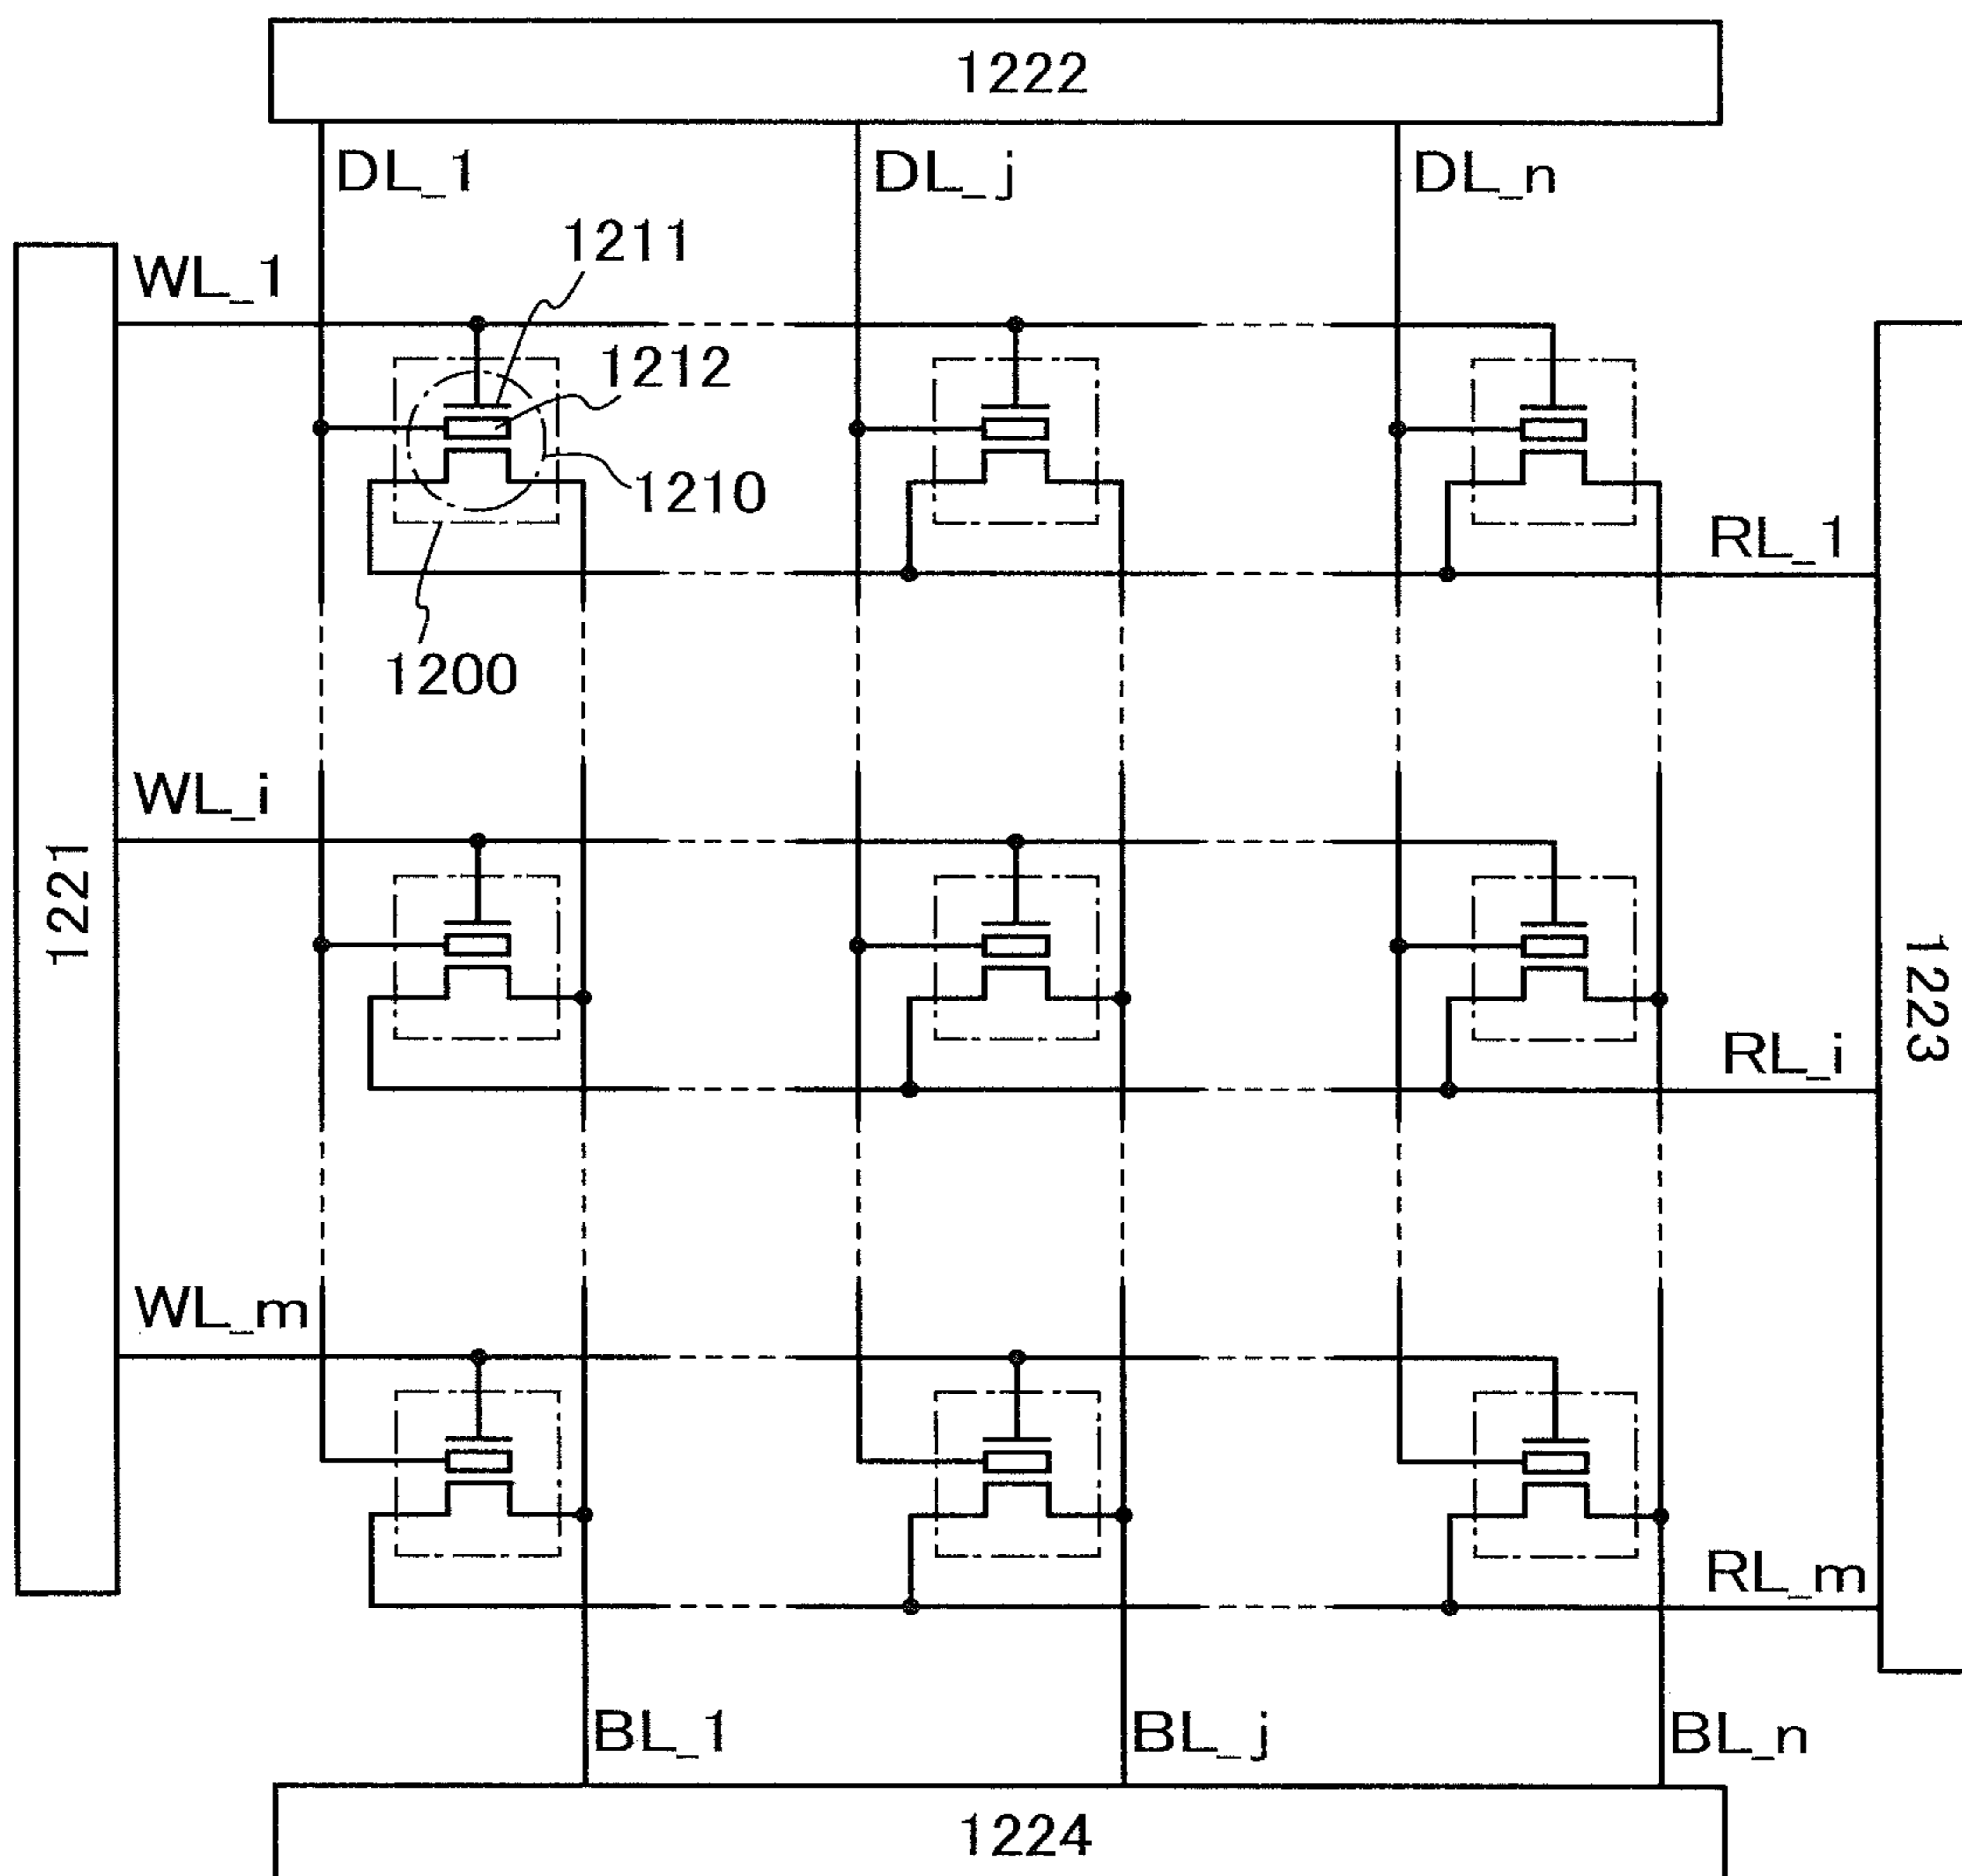 1222
DL_1
DL_j
DL_n
1211
WL_1
1212
1210
RL_1
1200
WL_i
1221
1223
RL_i
WL_m
RL_m
BL_1
BL_j
BL_n
1224